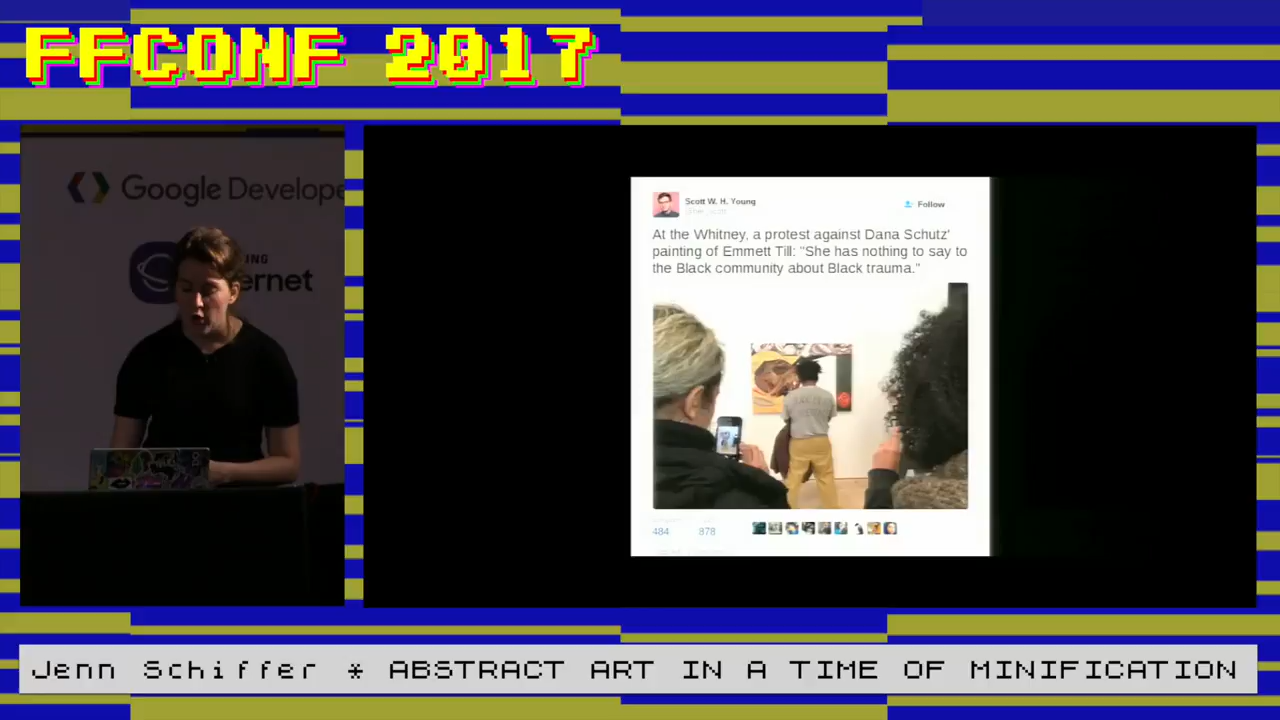 FFCONF 2017
Google Develope
ernet
Scott W. H. Young
Follow
At the Whitney, a protest against Dana Schutz'
painting of Emmett Till: "She has nothing to say to
the Black community about Black trauma."
484 878
Jenn Schiffer * ABSTRACT ART IN A TIME OF MINIFICATION